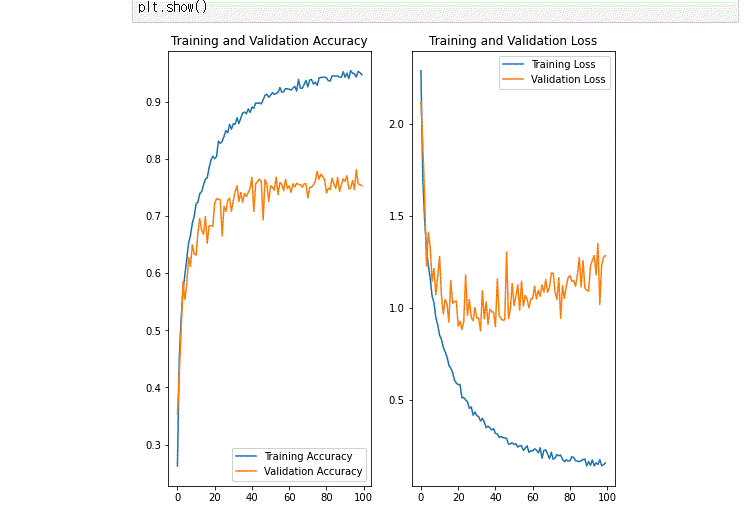 plt.show()
Training and Validation Accuracy
0.9
0.8
0.7
0.6
0.5
0.4
0.3
Training Accuracy
Validation Accuracy
0 20 40 60 80 100
Training and Validation Loss
Training Loss
Validation Loss
2.0
1.5
1.0
0.5
0 20 40 60 80 100